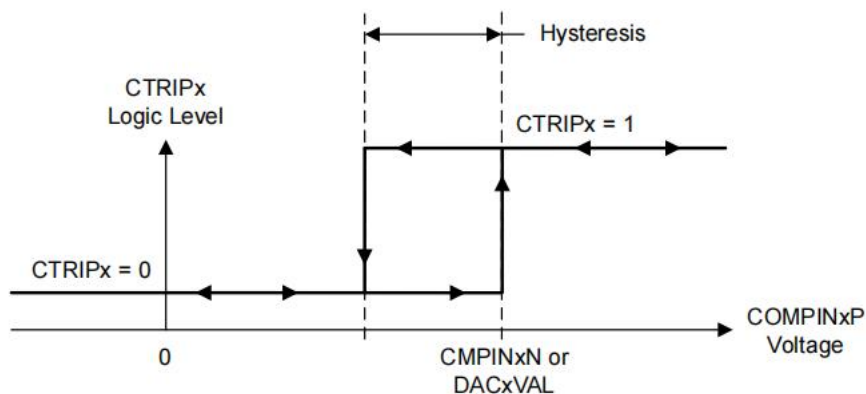 Hysteresis
CTRIPx
Logic Level
CTRIPx = 1
CTRIPx = 0
COMPINxP
Voltage
0
CMPINxN or
DACxVAL